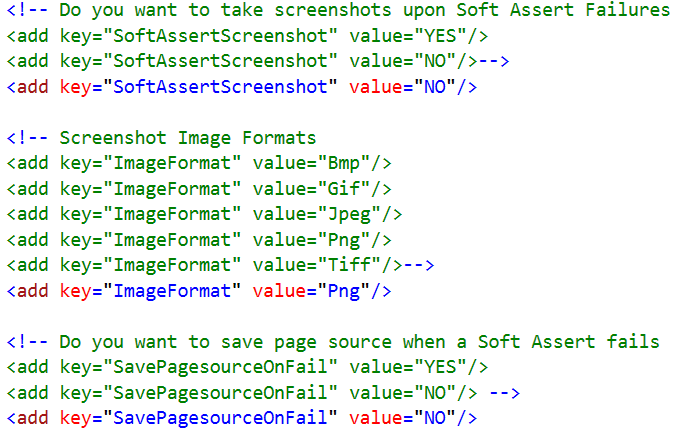 <!-- Do you want to take screenshots upon Soft Assert Failures
<add key="SoftAssertScreenshot" value="YES"/>
<add key="SoftAssertScreenshot" value="NO"/>-->
<add key="SoftAssertScreenshot" value="NO"/>
<!-- Screenshot Image Formats
<add key="ImageFormat" value="Bmp"/>
<add key="ImageFormat" value="Gif"/>
<add key="ImageFormat" value="Jpeg"/>
<add key="ImageFormat" value="Png"/>
<add key="ImageFormat" value="Tiff"/>-->
<add key="ImageFormat" value="Png"/>
<!-- Do you want to save page source when a Soft Assert fails
<add key="SavePagesourceOnFail" value="YES"/>
<add key="SavePagesourceOnFail" value="NO"/> -->
<add key="SavePagesourceOnFail" value="NO"/>